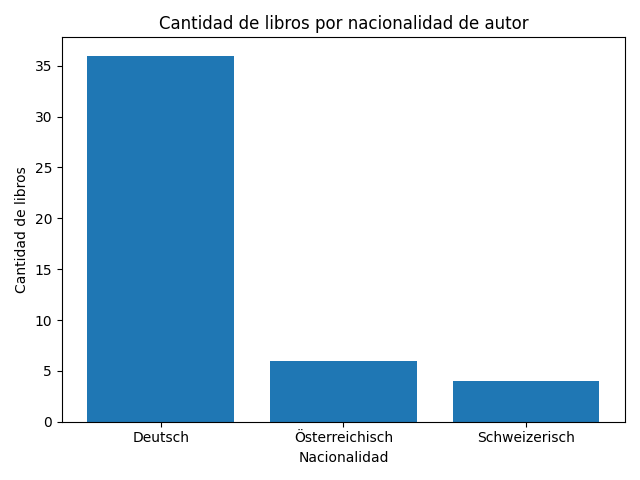 Cantidad de libros por nacionalidad de autor
35
30
25
20
15
10
5
0
Cantidad de libros
Deutsch
Österreichisch
Schweizerisch
Nacionalidad